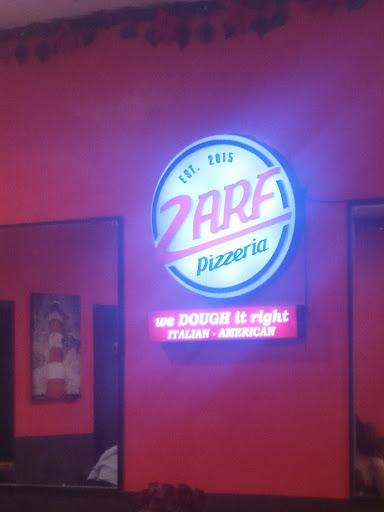 EST. 2015
ZARF
Pizzeria
we DOUGH it right
ITALIAN - AMERICAN